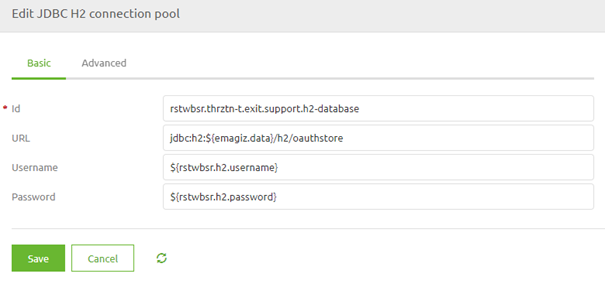 Edit JDBC H2 connection pool
Basic Advanced
* Id rstwbsr.thrztn-t.exit.support.h2-database
URL jdbc:h2:${emagiz.data}/h2/oauthstore
Username ${rstwbsr.h2.username}
Password ${rstwbsr.h2.password}
Save Cancel